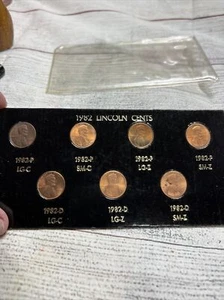 1982 LINCOLN CENTS
1982-P 1982-P 1982-P 1982-P
LG-C SM-C LG-Z SM-Z
1982-D 1982-D 1982-D
LG-C LG-Z SM-Z